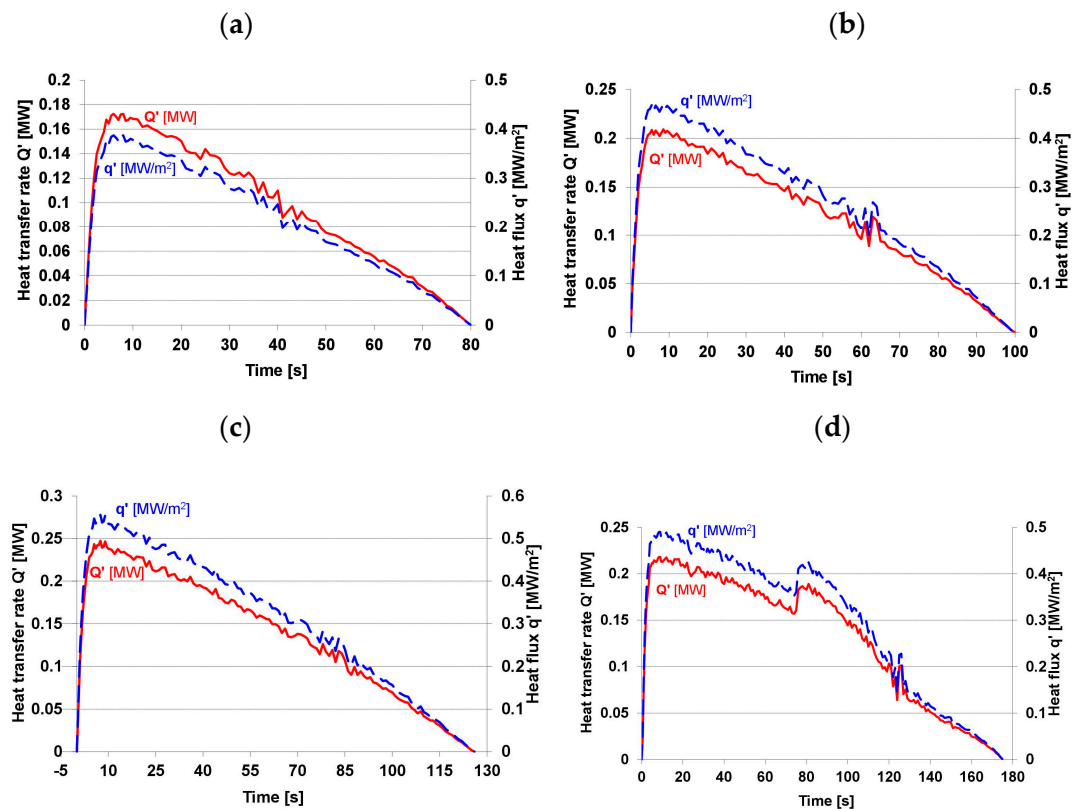 (a)
Heat transfer rate Q' [MW]
0.2
0.18
0.16
0.14
0.12
0.1
0.08
0.06
0.04
0.02
0
Q' [MW]
q' [MW/m²]
0.5
0.4
0.3
0.2
0.1
0
Heat flux q' [MW/m²]
0 10 20 30 40 50 60 70 80
Time [s]
(b)
Heat transfer rate Q' [MW]
0.25
0.2
0.15
0.1
0.05
0
q' [MW/m²]
Q' [MW]
0.5
0.4
0.3
0.2
0.1
0
Heat flux q' [MW/m²]
0 10 20 30 40 50 60 70 80 90 100
Time [s]
(c)
Heat transfer rate Q' [MW]
0.3
0.25
0.2
0.15
0.1
0.05
0
q' [MW/m²]
Q' [MW]
0.6
0.5
0.4
0.3
0.2
0.1
0
Heat flux q' [MW/m²]
-5 10 25 40 55 70 85 100 115 130
Time [s]
(d)
Heat transfer rate Q' [MW]
0.25
0.2
0.15
0.1
0.05
0
q' [MW/m²]
Q' [MW]
0.5
0.4
0.3
0.2
0.1
0
Heat flux q' [MW/m²]
0 20 40 60 80 100 120 140 160 180
Time [s]